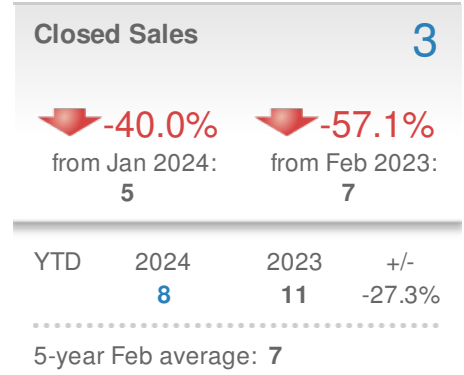 Closed Sales 3
-40.0% -57.1%
from Jan 2024: from Feb 2023:
5 7
YTD 2024 2023 +/-
8 11 -27.3%
5-year Feb average: 7